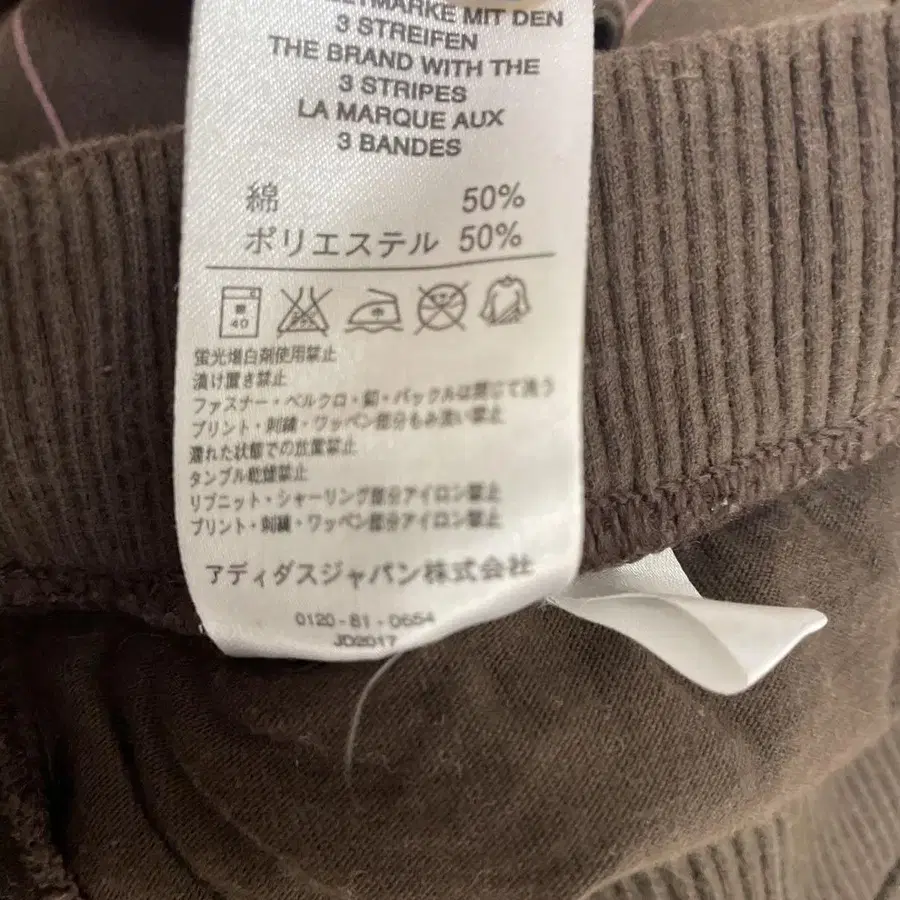 MIT DEN
3 STREIFEN
THE BRAND WITH THE
3 STRIPES
LA MARQUE AUX
3 BANDES
綿 50%
ポリエステル 50%
40
蛍光増白剤使用禁止
漬け置き禁止
ファスナー・ベルクロ・釦・バックルは閉じて洗う
プリント・刺繍・ワッペン部分もみ洗い禁止
濡れた状態での放置禁止
タンブル乾燥禁止
リブニット・シャーリング部分アイロン禁止
プリント・刺繍・ワッペン部分アイロン禁止
アディダスジャパン株式会社
0120-81-0654
JD2017